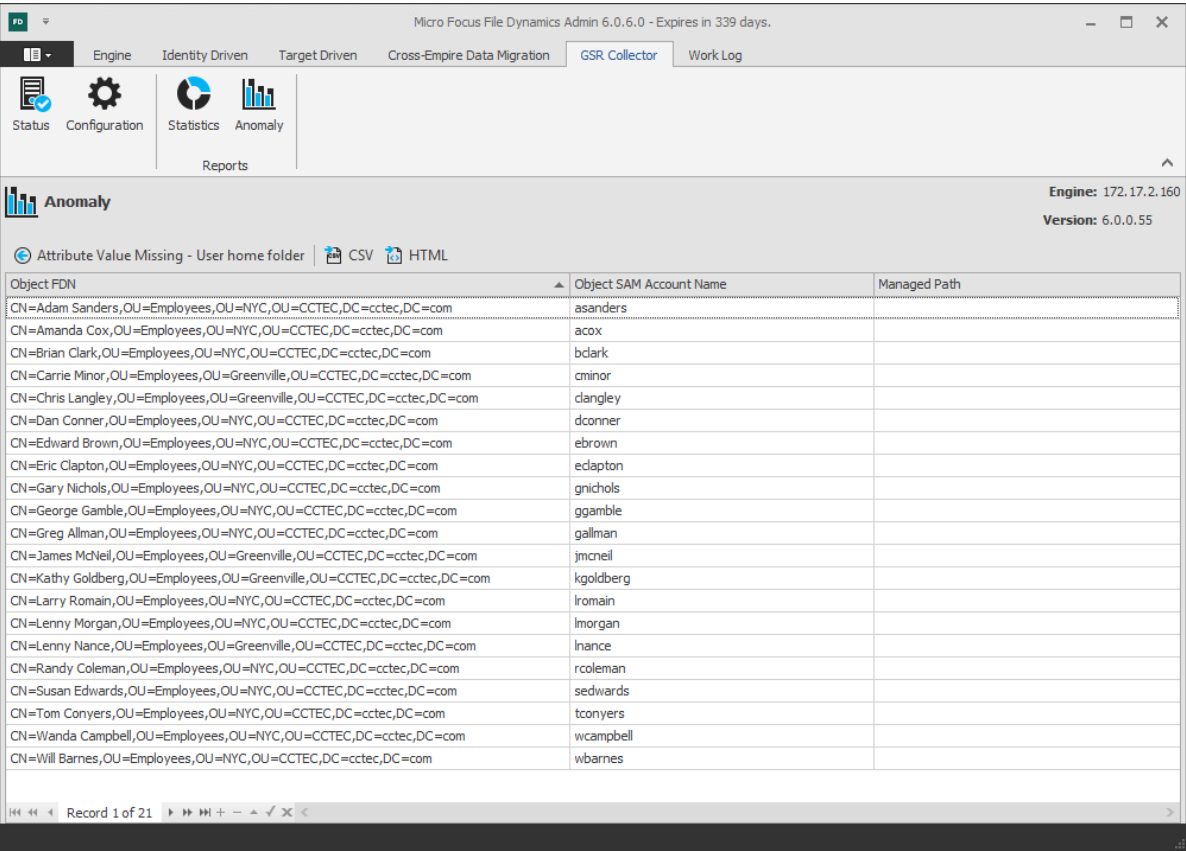 FD
Micro Focus File Dynamics Admin 6.0.6.0 - Expires in 339 days.
Engine Identity Driven Target Driven Cross-Empire Data Migration GSR Collector Work Log
Status Configuration Statistics Anomaly
Reports
Anomaly
Engine: 172.17.2.160
Version: 6.0.0.55
Attribute Value Missing - User home folder CSV HTML
Object FDN Object SAM Account Name Managed Path
CN=Adam Sanders,OU=Employees,OU=NYC,OU=CCTEC,DC=cctec,DC=com asanders
CN=Amanda Cox,OU=Employees,OU=NYC,OU=CCTEC,DC=cctec,DC=com acox
CN=Brian Clark,OU=Employees,OU=NYC,OU=CCTEC,DC=cctec,DC=com bclark
CN=Carrie Minor,OU=Employees,OU=Greenville,OU=CCTEC,DC=cctec,DC=com cminor
CN=Chris Langley,OU=Employees,OU=Greenville,OU=CCTEC,DC=cctec,DC=com clangley
CN=Dan Conner,OU=Employees,OU=NYC,OU=CCTEC,DC=cctec,DC=com dconner
CN=Edward Brown,OU=Employees,OU=NYC,OU=CCTEC,DC=cctec,DC=com ebrown
CN=Eric Clapton,OU=Employees,OU=NYC,OU=CCTEC,DC=cctec,DC=com eclapton
CN=Gary Nichols,OU=Employees,OU=NYC,OU=CCTEC,DC=cctec,DC=com gnichols
CN=George Gamble,OU=Employees,OU=NYC,OU=CCTEC,DC=cctec,DC=com ggamble
CN=Greg Allman,OU=Employees,OU=NYC,OU=CCTEC,DC=cctec,DC=com gallman
CN=James McNeil,OU=Employees,OU=Greenville,OU=CCTEC,DC=cctec,DC=com jmcneil
CN=Kathy Goldberg,OU=Employees,OU=Greenville,OU=CCTEC,DC=cctec,DC=com kgoldberg
CN=Larry Romain,OU=Employees,OU=NYC,OU=CCTEC,DC=cctec,DC=com lromain
CN=Lenny Morgan,OU=Employees,OU=NYC,OU=CCTEC,DC=cctec,DC=com lmorgan
CN=Lenny Nance,OU=Employees,OU=Greenville,OU=CCTEC,DC=cctec,DC=com lnance
CN=Randy Coleman,OU=Employees,OU=NYC,OU=CCTEC,DC=cctec,DC=com rcoleman
CN=Susan Edwards,OU=Employees,OU=NYC,OU=CCTEC,DC=cctec,DC=com sedwards
CN=Tom Conyers,OU=Employees,OU=NYC,OU=CCTEC,DC=cctec,DC=com tconyers
CN=Wanda Campbell,OU=Employees,OU=NYC,OU=CCTEC,DC=cctec,DC=com wcampbell
CN=Will Barnes,OU=Employees,OU=NYC,OU=CCTEC,DC=cctec,DC=com wbarnes
Record 1 of 21